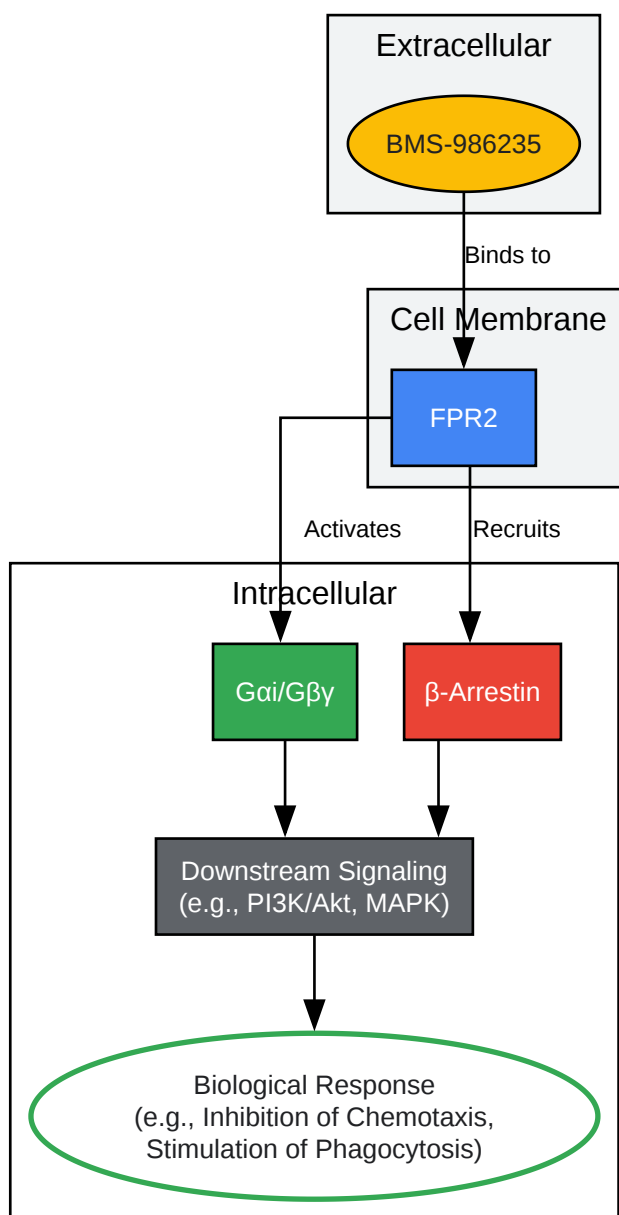 Extracellular
BMS-986235
Binds to
Cell Membrane
FPR2
Activates
Recruits
Intracellular
Gαi/Gβγ
β-Arrestin
Downstream Signaling
(e.g., PI3K/Akt, MAPK)
Biological Response
(e.g., Inhibition of Chemotaxis,
Stimulation of Phagocytosis)